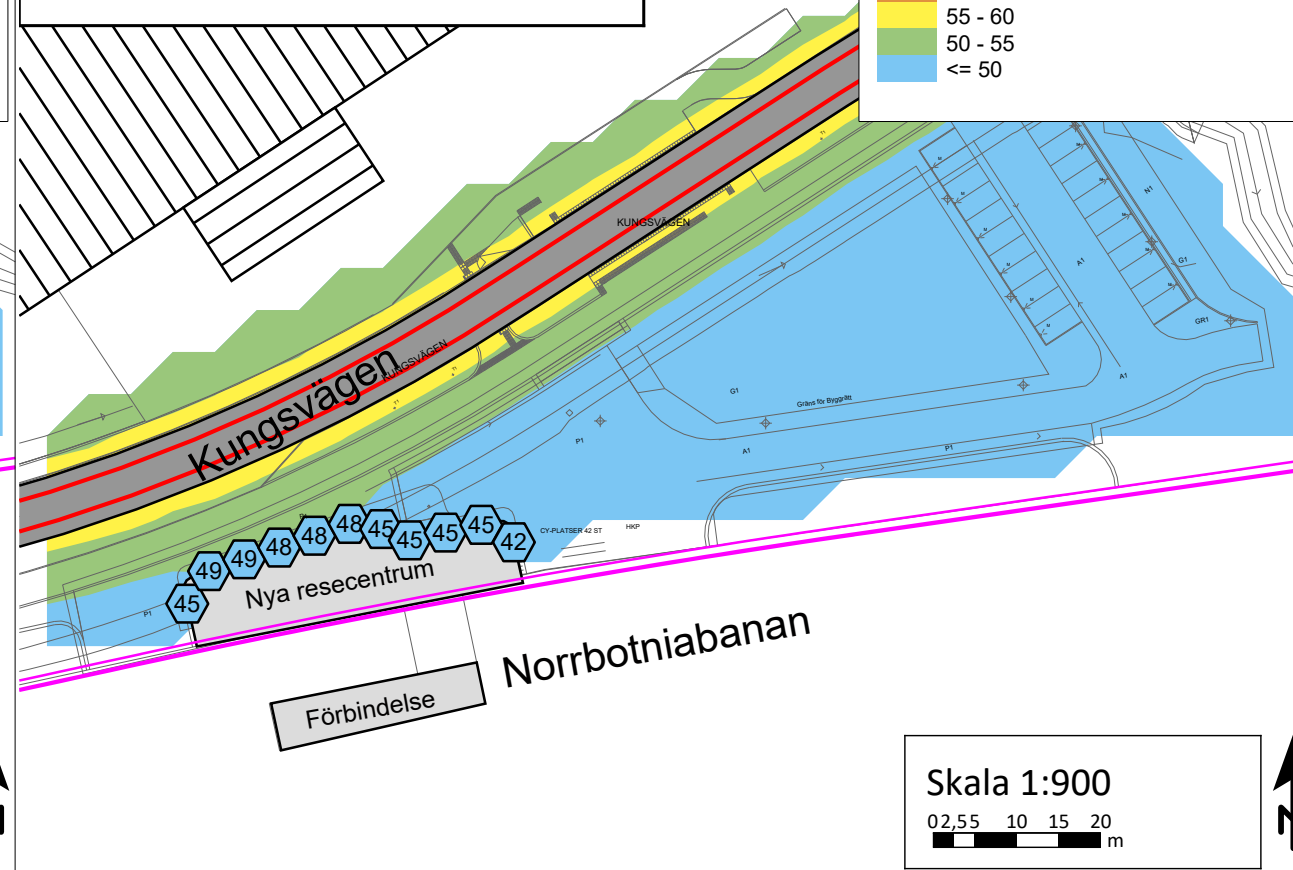 55 - 60
50 - 55
<= 50
KUNGSVÄGEN
N1
A1
G1
GR1
A1
Kungsvägen
KUNGSVÄGEN
G1
Gräns för Byggrätt
P1
A1
P1
48
45
45
45
45
42
CY-PLATSER 42 ST
HKP
49
49
48
48
45
P1
Nya resecentrum
Norrbotniabanan
Förbindelse
Skala 1:900
0 2,5 5 10 15 20
m